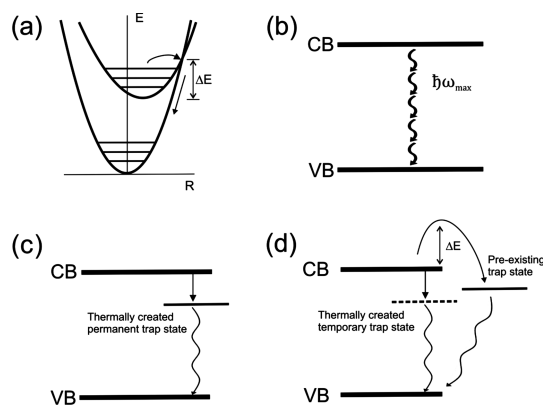 (a)
E
ΔE
R
(b)
CB
ħω_max
VB
(c)
CB
Thermally created
permanent trap state
VB
(d)
ΔE
Pre-existing
trap state
CB
Thermally created
temporary trap state
VB